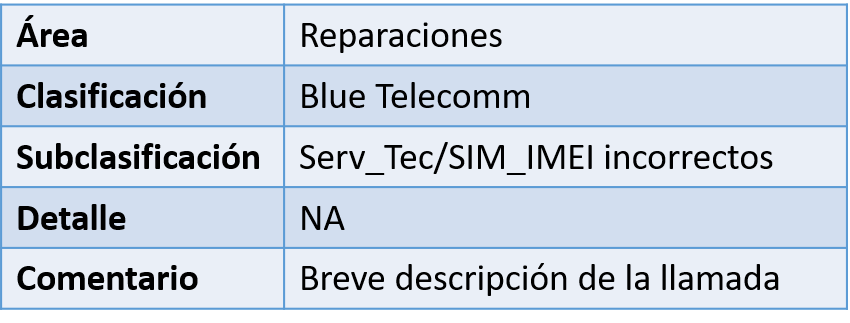 Área Reparaciones
Clasificación Blue Telecomm
Subclasificación Serv_Tec/SIM_IMEI incorrectos
Detalle NA
Comentario Breve descripción de la llamada